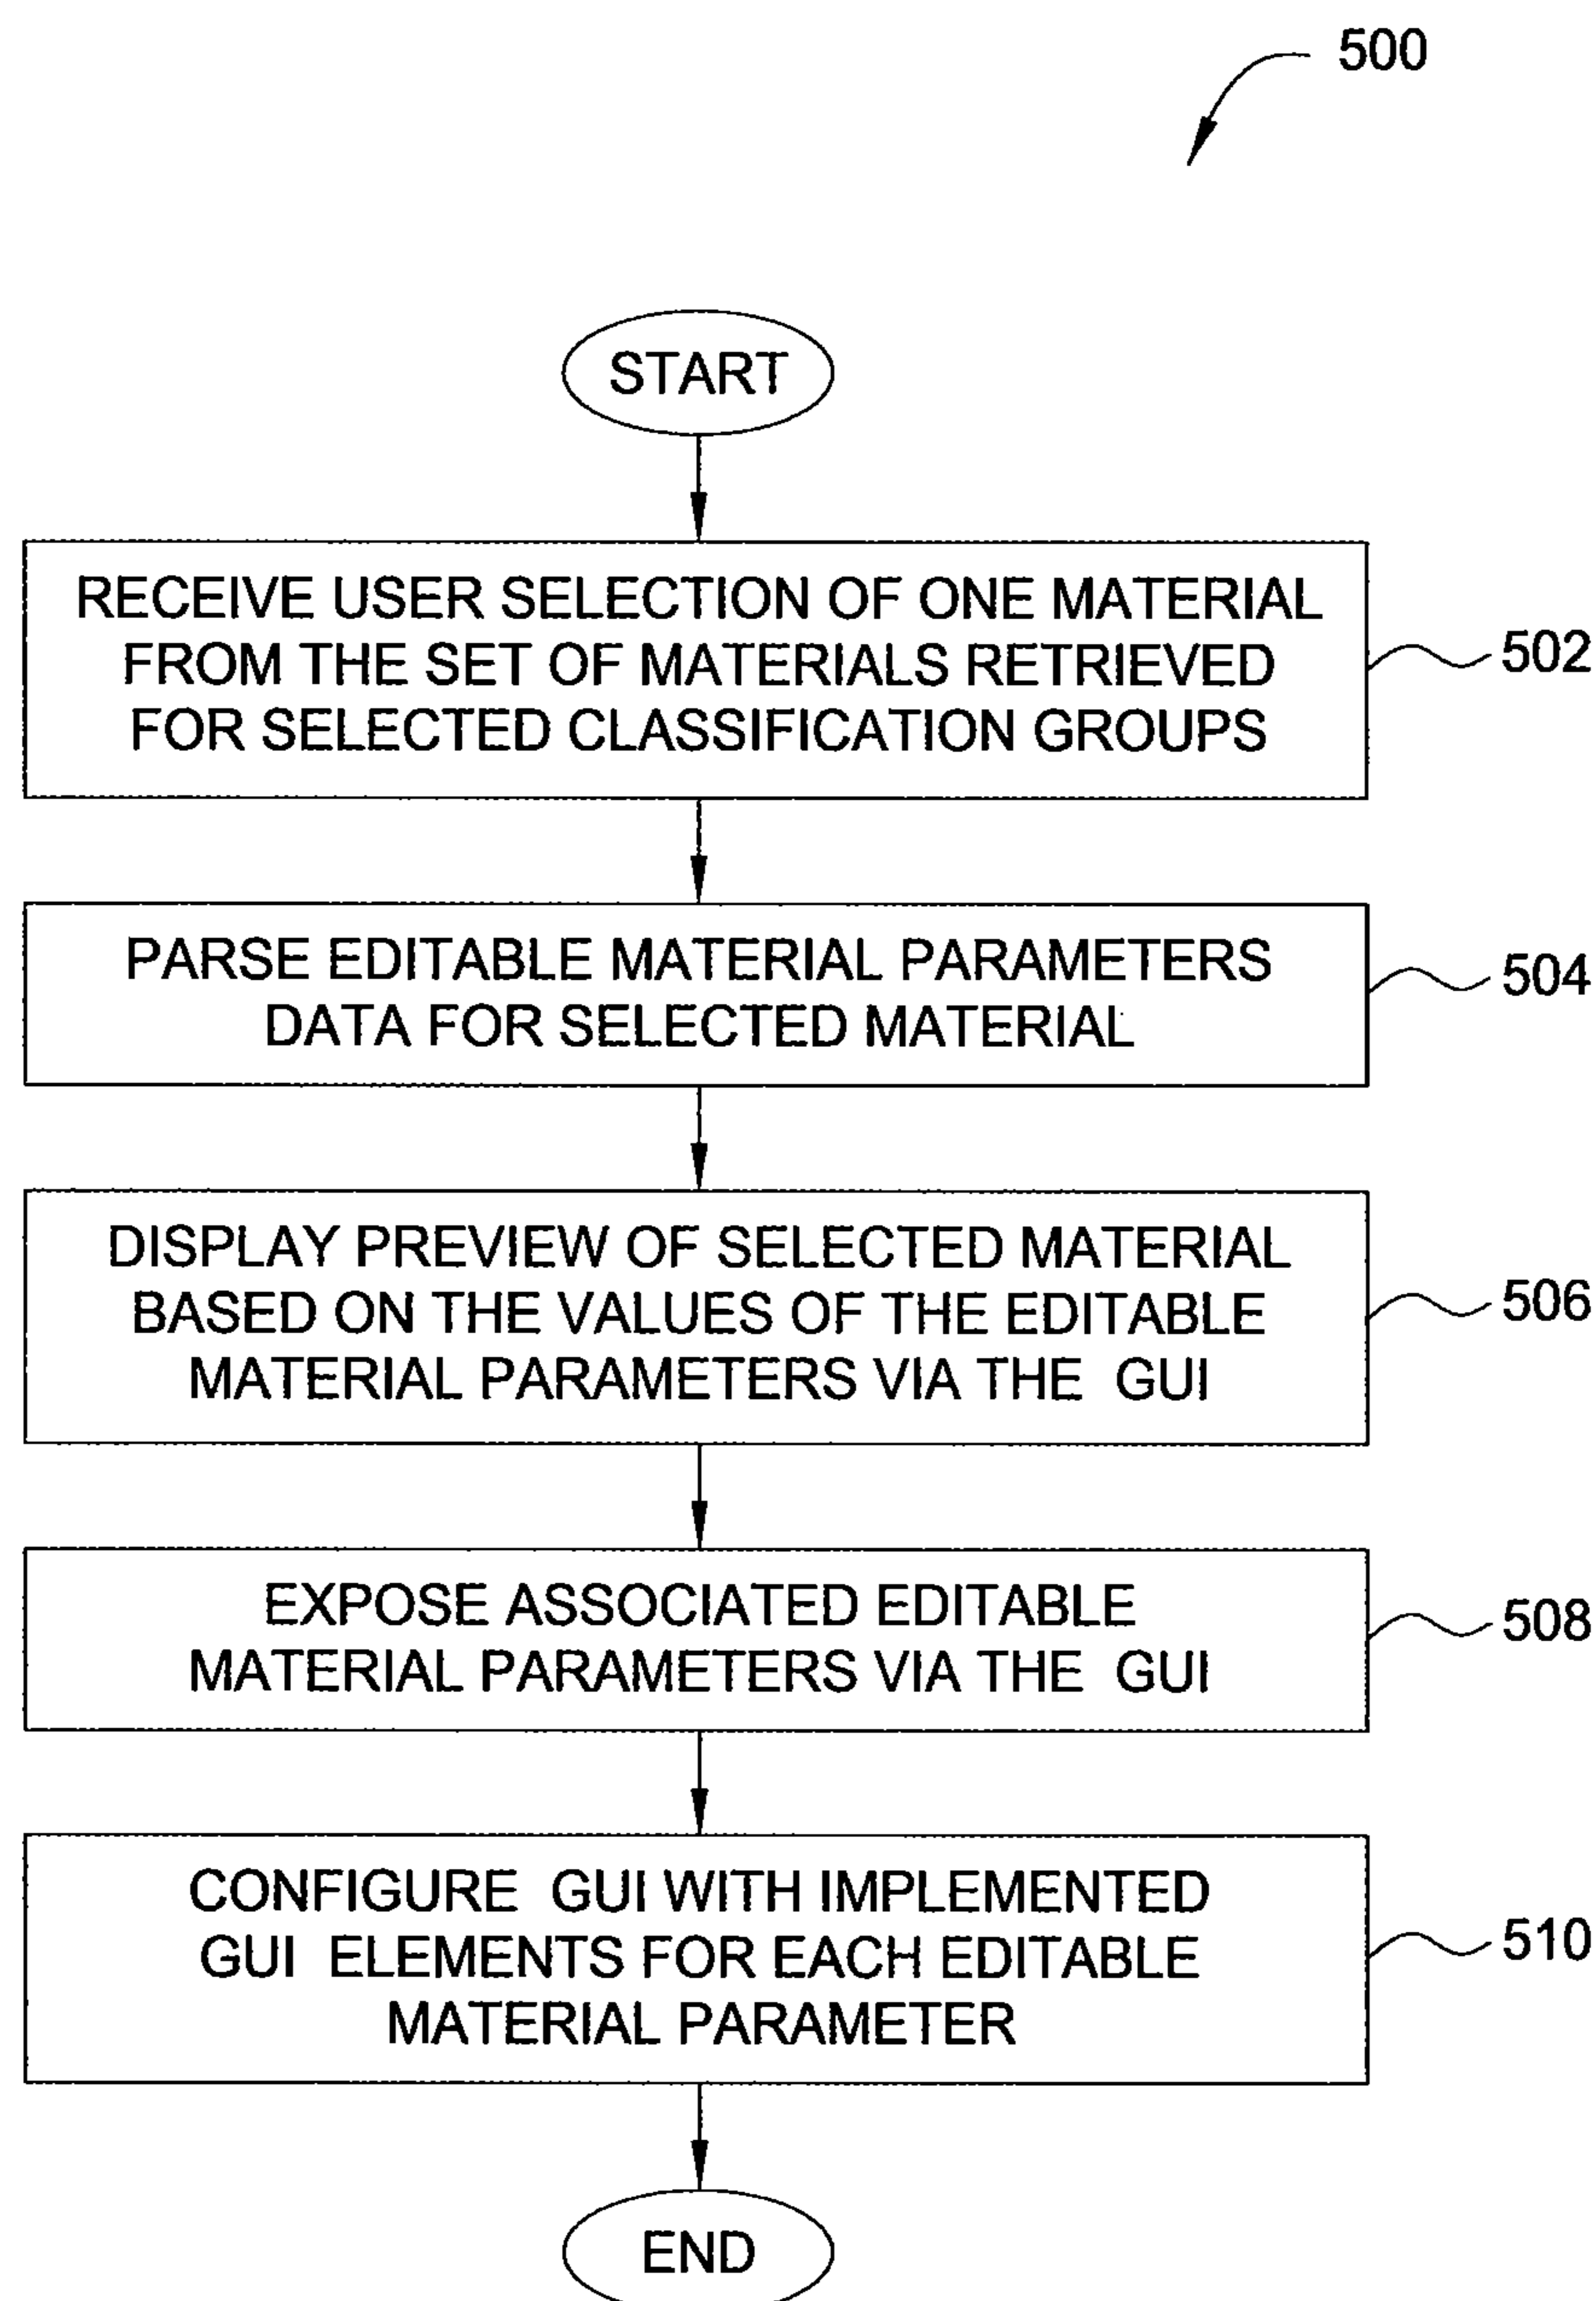 500
START
RECEIVE USER SELECTION OF ONE MATERIAL
FROM THE SET OF MATERIALS RETRIEVED
FOR SELECTED CLASSIFICATION GROUPS
502
PARSE EDITABLE MATERIAL PARAMETERS
DATA FOR SELECTED MATERIAL
504
DISPLAY PREVIEW OF SELECTED MATERIAL
BASED ON THE VALUES OF THE EDITABLE
MATERIAL PARAMETERS VIA THE GUI
506
EXPOSE ASSOCIATED EDITABLE
MATERIAL PARAMETERS VIA THE GUI
508
CONFIGURE GUI WITH IMPLEMENTED
GUI ELEMENTS FOR EACH EDITABLE
MATERIAL PARAMETER
510
END